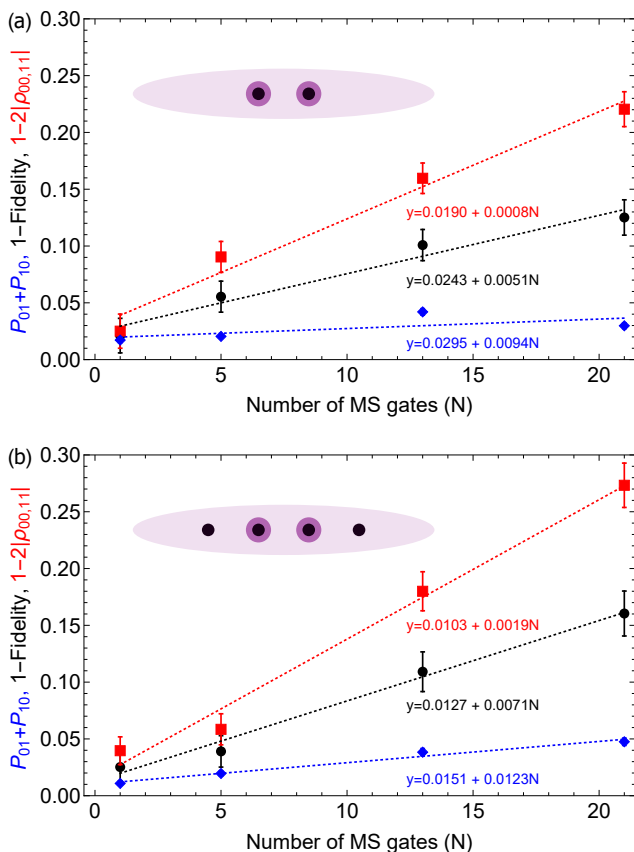 (a)
0.30
0.25
0.20
0.15
0.10
0.05
0.00
P01+P10, 1−Fidelity, 1−2|ρ00,11|
y=0.0190 + 0.0008N
y=0.0243 + 0.0051N
y=0.0295 + 0.0094N
0 5 10 15 20
Number of MS gates (N)
(b)
0.30
0.25
0.20
0.15
0.10
0.05
0.00
P01+P10, 1−Fidelity, 1−2|ρ00,11|
y=0.0103 + 0.0019N
y=0.0127 + 0.0071N
y=0.0151 + 0.0123N
0 5 10 15 20
Number of MS gates (N)